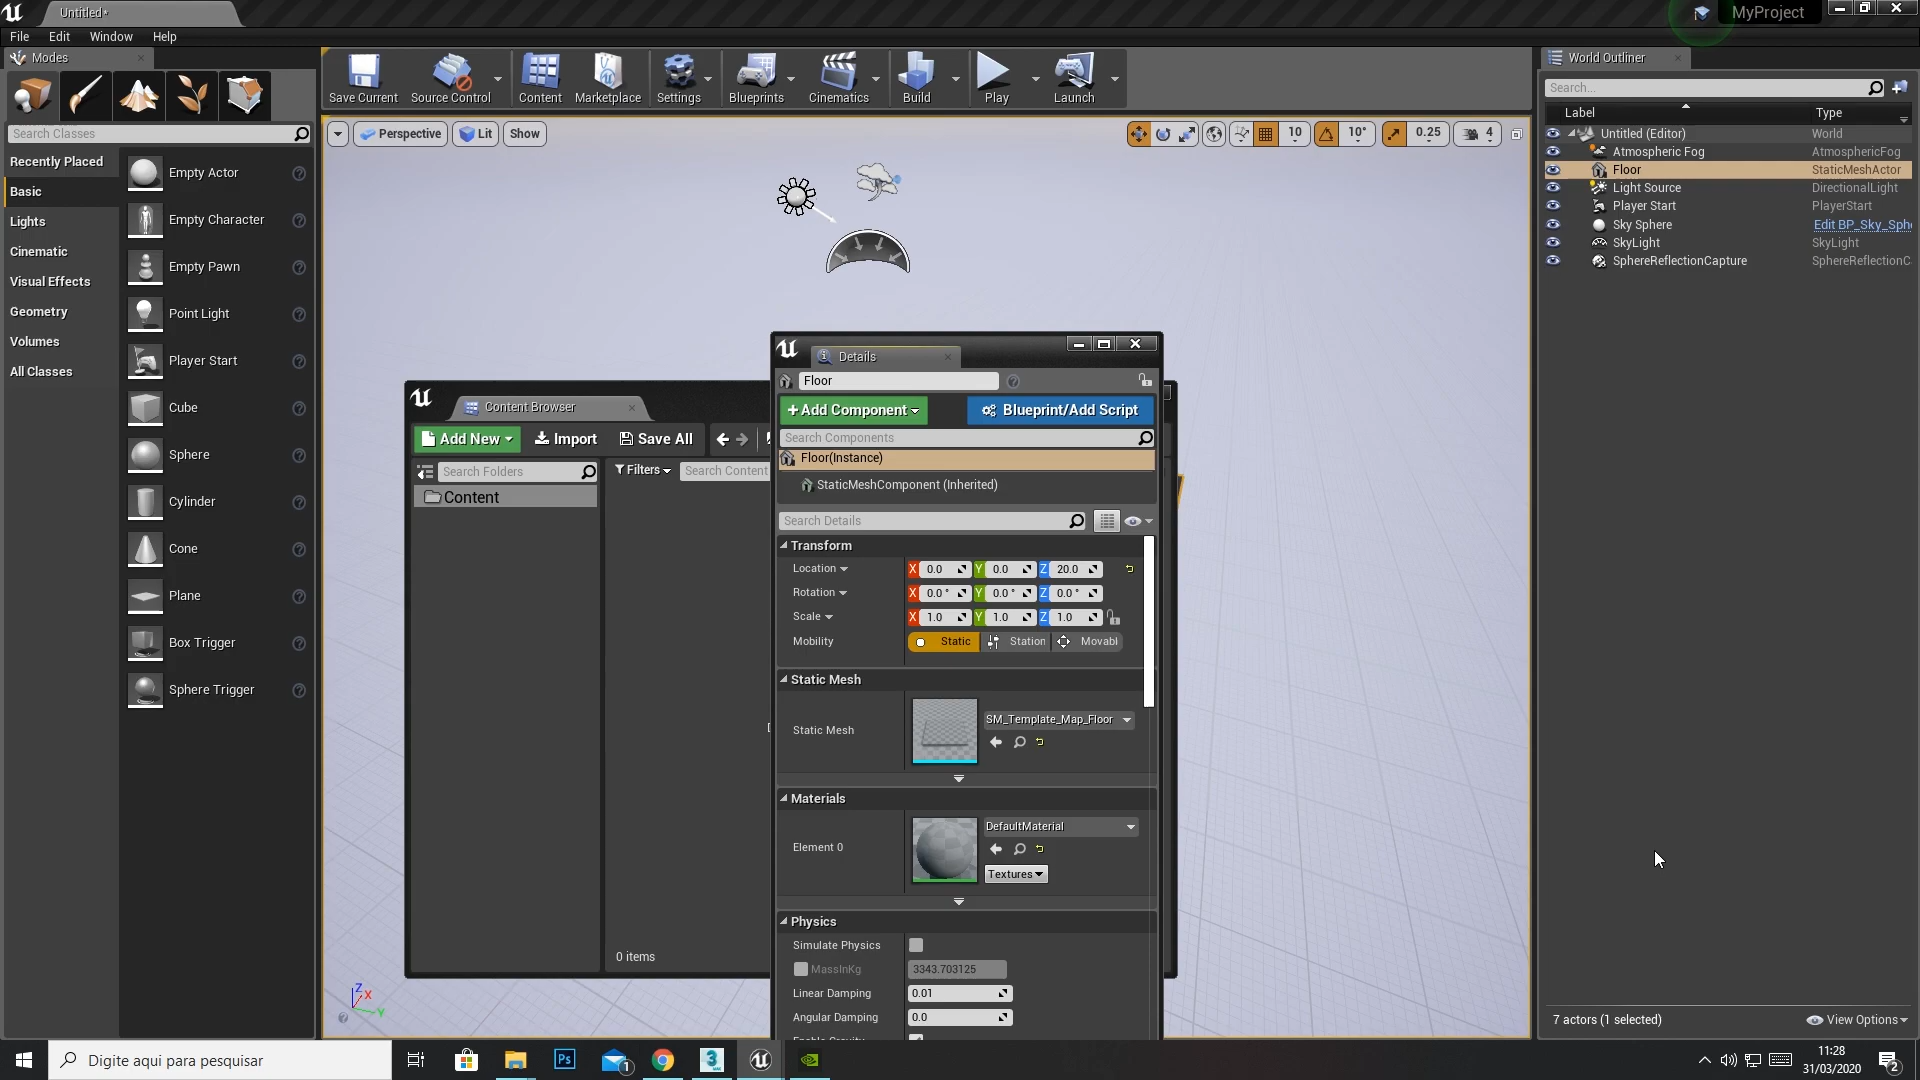 Untitled*
MyProject
File Edit Window Help
Modes
Search Classes
Recently Placed
Basic
Lights
Cinematic
Visual Effects
Geometry
Volumes
All Classes
Empty Actor
Empty Character
Empty Pawn
Point Light
Player Start
Cube
Sphere
Cylinder
Cone
Plane
Box Trigger
Sphere Trigger
Save Current Source Control Content Marketplace Settings Blueprints Cinematics Build Play Launch
Perspective Lit Show
10 10° 0.25 4
Content Browser
Add New Import Save All
Search Folders
Filters Search Content
Content
0 items
Details
Floor
+Add Component Blueprint/Add Script
Search Components
Floor(Instance)
StaticMeshComponent (Inherited)
Search Details
Transform
Location X 0.0 Y 0.0 Z 20.0
Rotation X 0.0 ° Y 0.0 ° Z 0.0 °
Scale X 1.0 Y 1.0 Z 1.0
Mobility Static Station Movabl
Static Mesh
Static Mesh SM_Template_Map_Floor
Materials
Element 0 DefaultMaterial
Textures
Physics
Simulate Physics
MassInKg 3343.703125
Linear Damping 0.01
Angular Damping 0.0
Z X Y
World Outliner
Search...
Label Type
Untitled (Editor) World
Atmospheric Fog AtmosphericFog
Floor StaticMeshActor
Light Source DirectionalLight
Player Start PlayerStart
Sky Sphere Edit BP_Sky_Sph
SkyLight SkyLight
SphereReflectionCapture SphereReflectionC
7 actors (1 selected) View Options
Digite aqui para pesquisar
Ps
1
3
11:28
31/03/2020
2